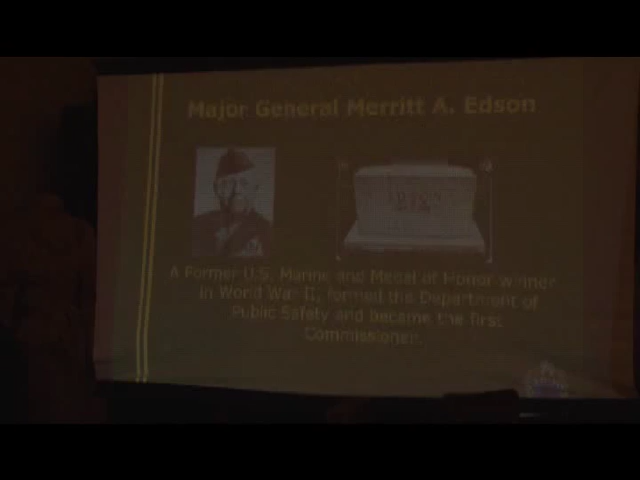 Major General Merritt A. Edson
A Former U.S. Marine and Medal of Honor winner
in World War II, formed the Department of
Public Safety and became the first
Commissioner.